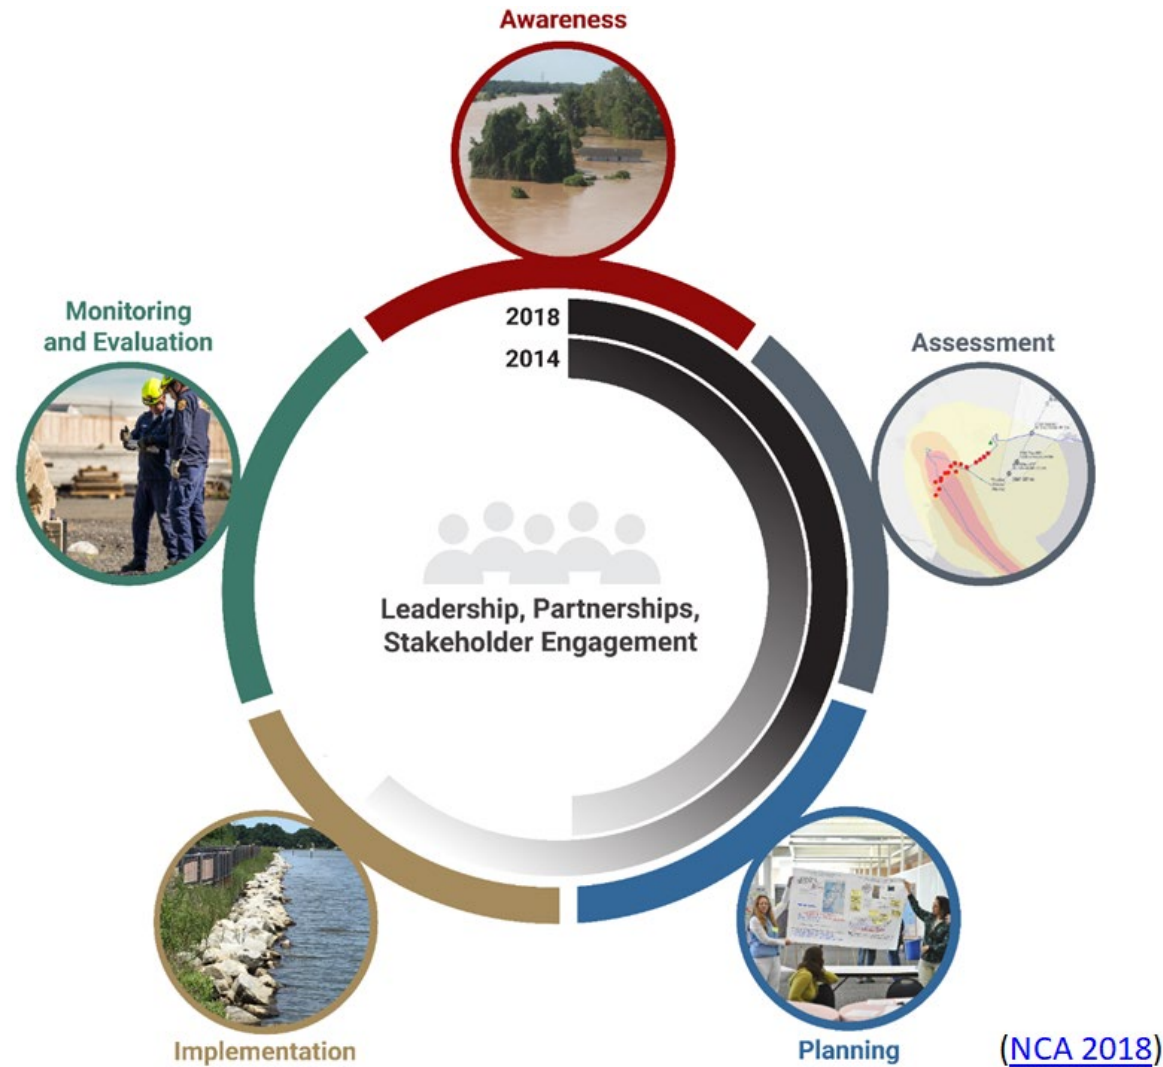 Awareness
Monitoring
and Evaluation
2018
2014
Assessment
Leadership, Partnerships,
Stakeholder Engagement
Implementation
Planning
(NCA 2018)